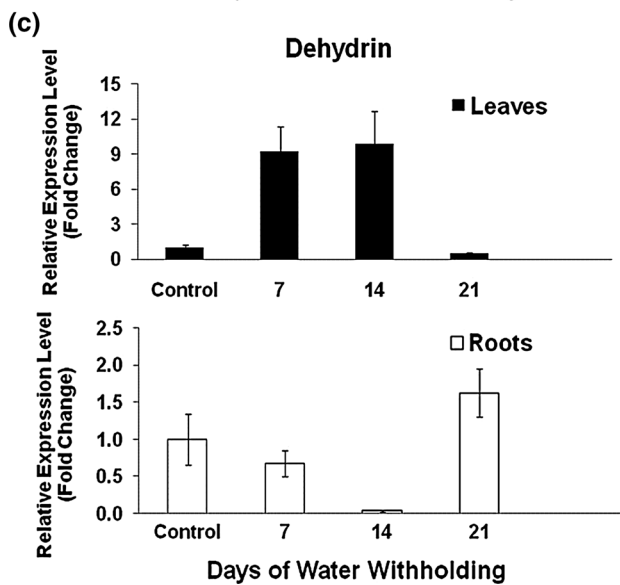 (c)
Dehydrin
Relative Expression Level
(Fold Change)
15
12
9
6
3
0
Leaves
Control 7 14 21
Relative Expression Level
(Fold Change)
2.5
2.0
1.5
1.0
0.5
0.0
Roots
Control 7 14 21
Days of Water Withholding